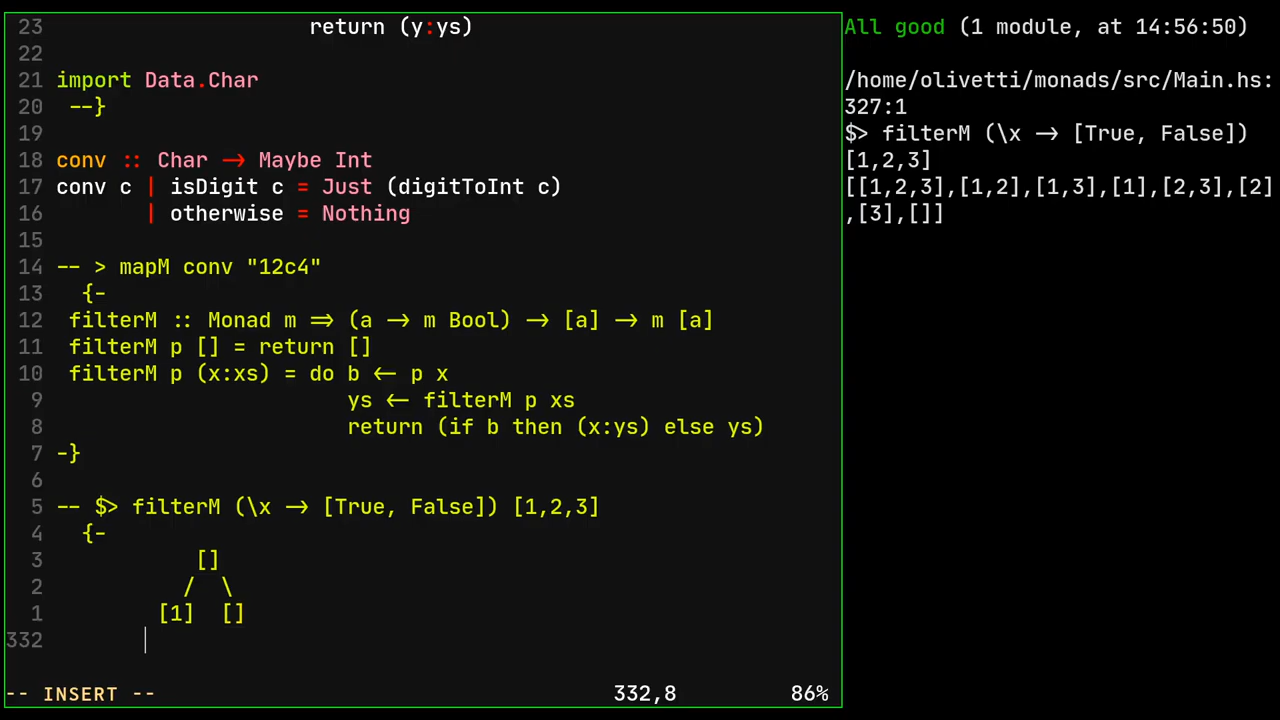 23                     return (y:ys)
22
21 import Data.Char
20  --}
19
18 conv :: Char → Maybe Int
17 conv c | isDigit c = Just (digitToInt c)
16        | otherwise = Nothing
15
14 -- > mapM conv "12c4"
13   {-
12  filterM :: Monad m ⇒ (a → m Bool) → [a] → m [a]
11  filterM p [] = return []
10  filterM p (x:xs) = do b ← p x
9                        ys ← filterM p xs
8                        return (if b then (x:ys) else ys)
7 -}
6
5 -- $> filterM (\x → [True, False]) [1,2,3]
4   {-
3            []
2           /  \
1         [1]  []
332
-- INSERT --                                      332,8         86%
All good (1 module, at 14:56:50)
/home/olivetti/monads/src/Main.hs:
327:1
$> filterM (\x → [True, False])
[1,2,3]
[[1,2,3],[1,2],[1,3],[1],[2,3],[2]
,[3],[]]